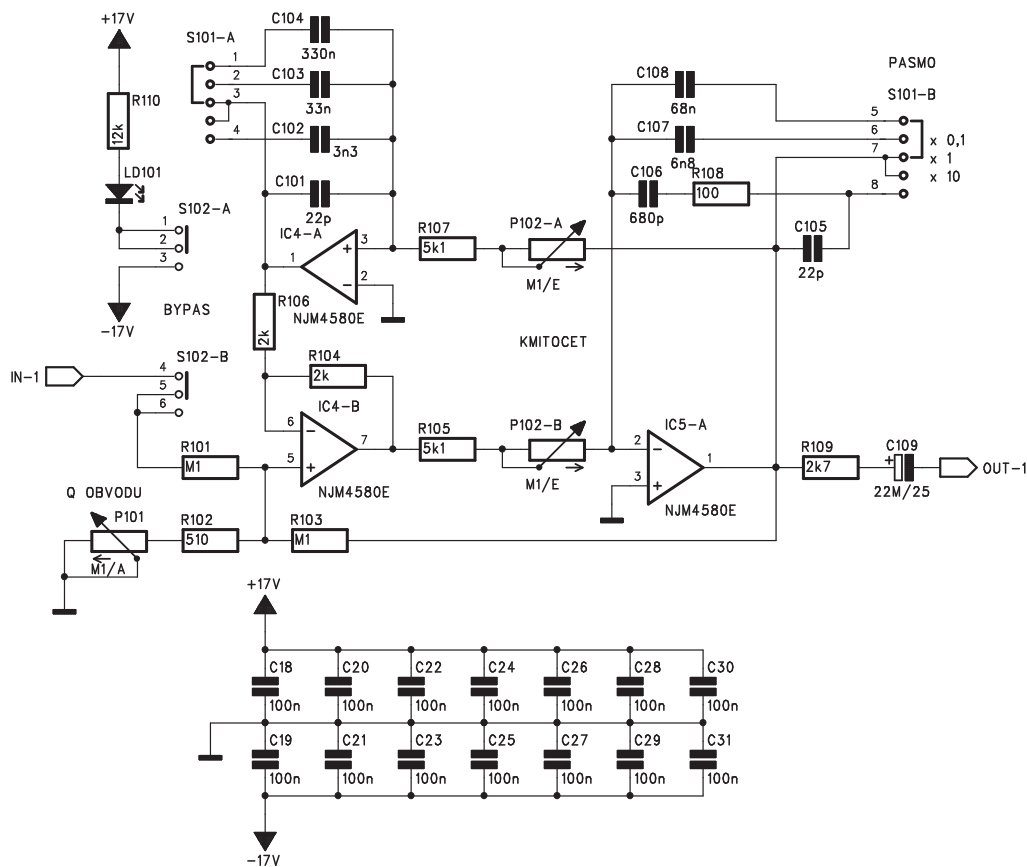 +17V
C104
S101-A
330n
1
C103
2
33n
3
C102
4
3n3
C101
22p
R110
12k
LD101
S102-A
1
2
3
-17V
BYPAS
IC4-A
1
3
+
2
-
NJM4580E
R107
5k1
P102-A
M1/E
KMITOCET
C108
68n
C107
6n8
C106
680p
R108
100
C105
22p
PASMO
S101-B
5
6
x 0,1
7
x 1
x 10
8
R106
2k
R104
2k
S102-B
IN-1
4
5
6
R101
M1
IC4-B
6
-
7
5
+
NJM4580E
R105
5k1
P102-B
M1/E
IC5-A
2
-
1
3
+
NJM4580E
R109
2k7
C109
+
22M/25
OUT-1
Q OBVODU
P101
M1/A
R102
510
R103
M1
+17V
C18
C20
C22
C24
C26
C28
C30
100n
100n
100n
100n
100n
100n
100n
C19
C21
C23
C25
C27
C29
C31
100n
100n
100n
100n
100n
100n
100n
-17V